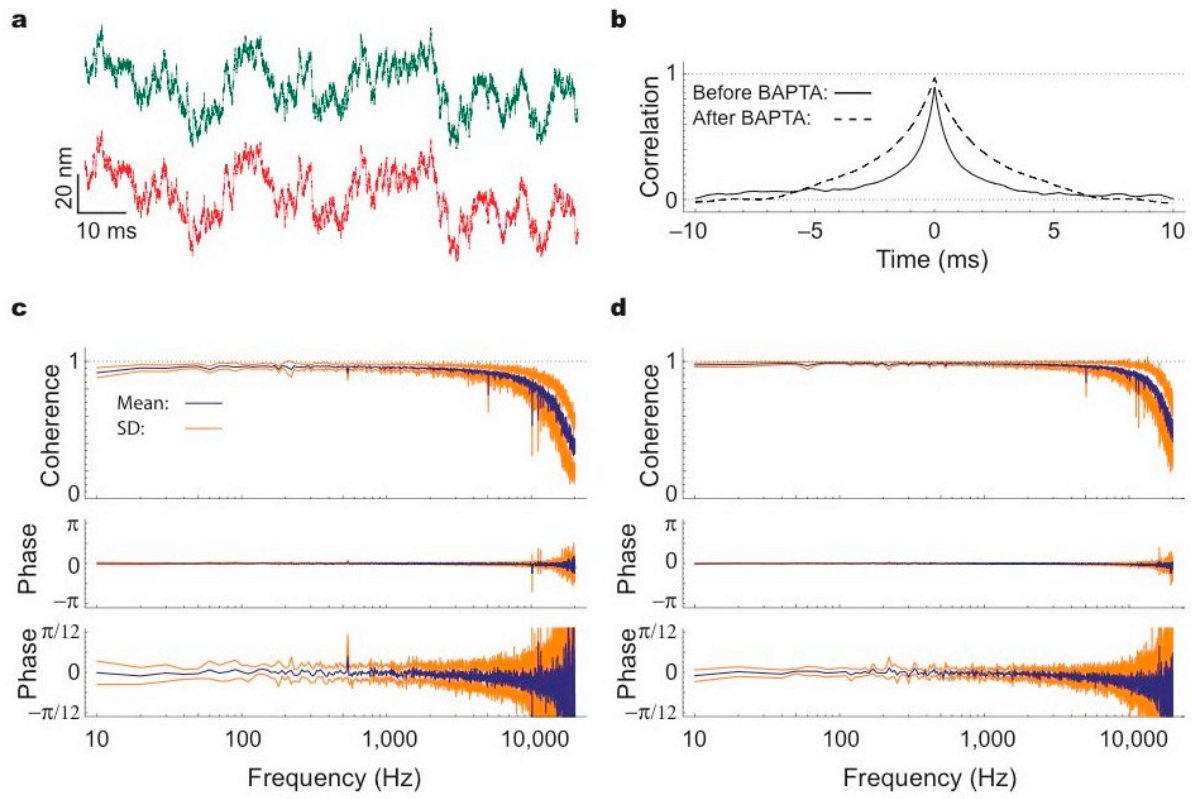 a
20 nm
10 ms
b
Correlation
1
Before BAPTA:
After BAPTA:
0
−10
−5
0
5
10
Time (ms)
c
Coherence
1
Mean:
SD:
0
Phase
π
0
−π
Phase
π/12
0
−π/12
10
100
1,000
10,000
Frequency (Hz)
d
Coherence
1
0
Phase
π
0
−π
Phase
π/12
0
−π/12
10
100
1,000
10,000
Frequency (Hz)